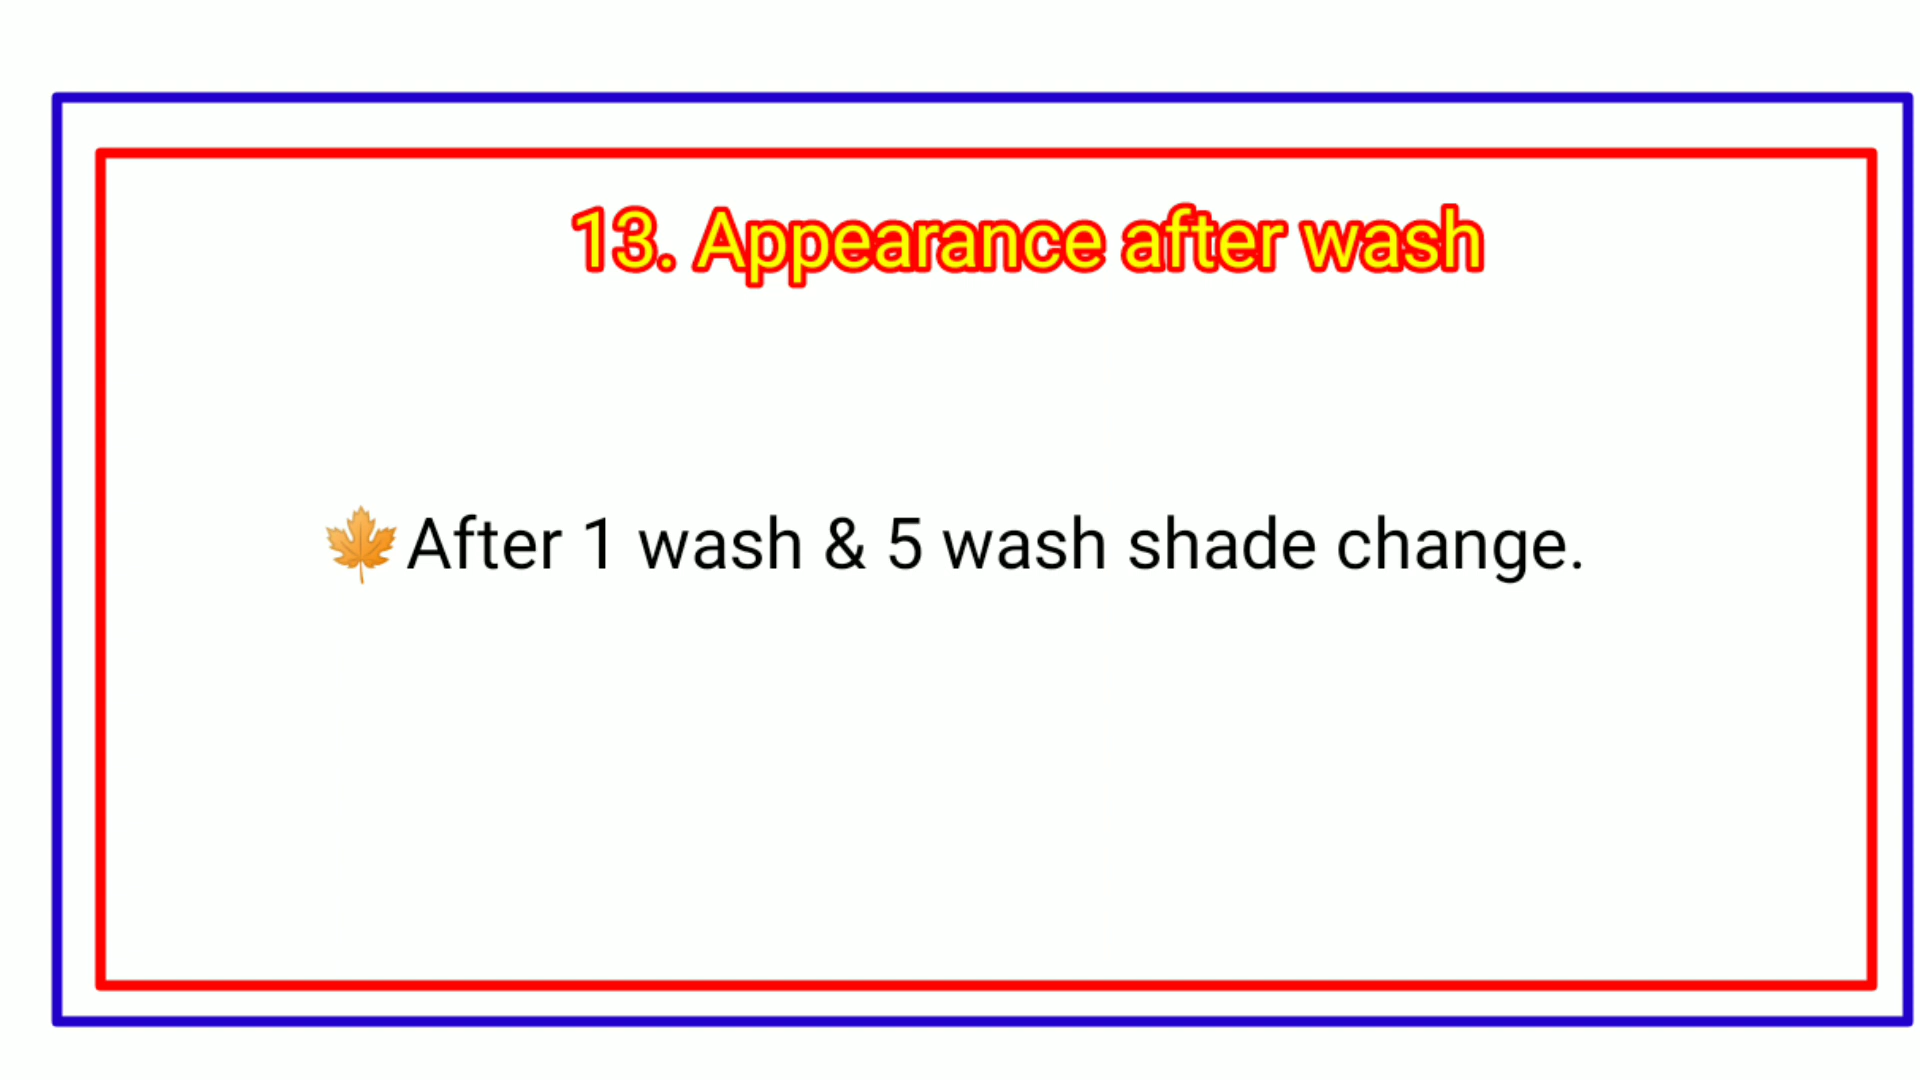 13. Appearance after wash
🍁After 1 wash & 5 wash shade change.